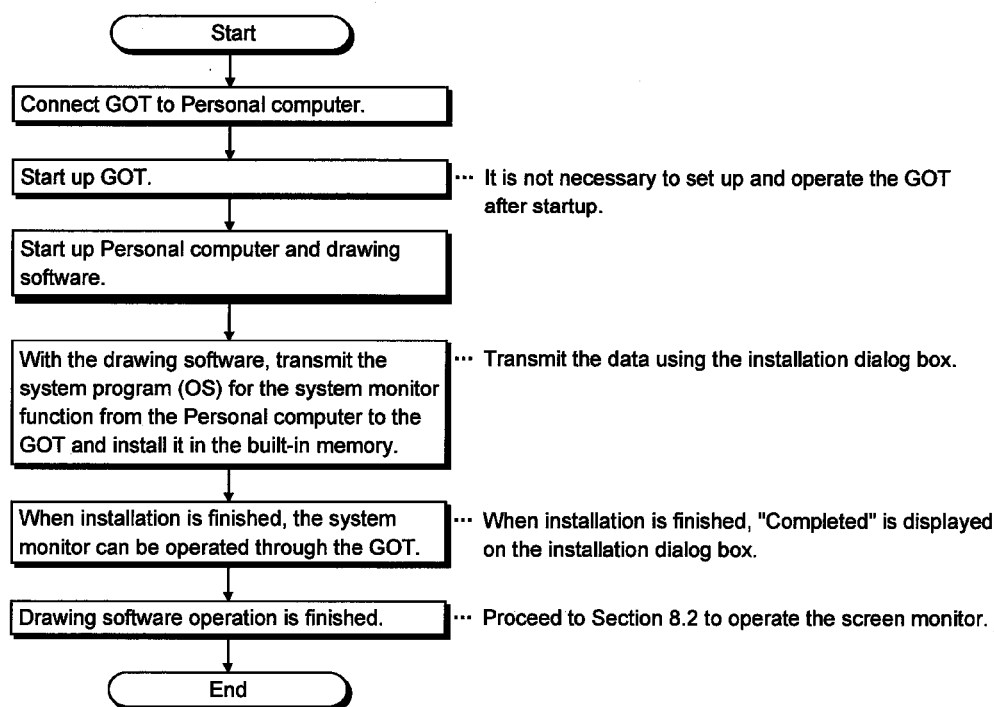 Start
Connect GOT to Personal computer.
Start up GOT.
··· It is not necessary to set up and operate the GOT
after startup.
Start up Personal computer and drawing
software.
With the drawing software, transmit the
system program (OS) for the system monitor
function from the Personal computer to the
GOT and install it in the built-in memory.
··· Transmit the data using the installation dialog box.
When installation is finished, the system
monitor can be operated through the GOT.
··· When installation is finished, "Completed" is displayed
on the installation dialog box.
Drawing software operation is finished.
··· Proceed to Section 8.2 to operate the screen monitor.
End